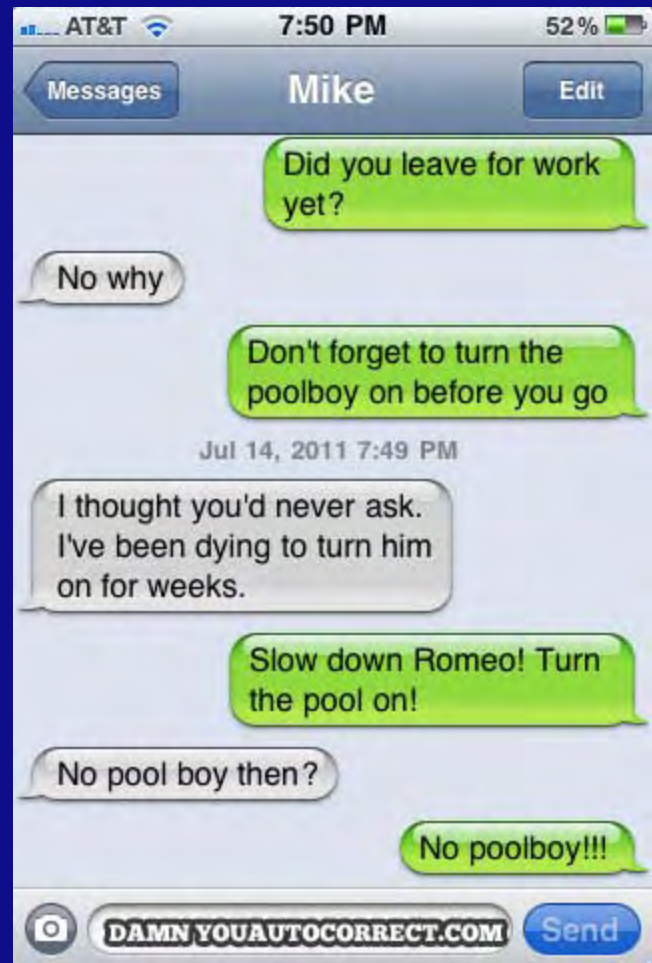 AT&T 7:50 PM 52%
Messages Mike Edit
Did you leave for work
yet?
No why
Don't forget to turn the
poolboy on before you go
Jul 14, 2011 7:49 PM
I thought you'd never ask.
I've been dying to turn him
on for weeks.
Slow down Romeo! Turn
the pool on!
No pool boy then?
No poolboy!!!
DAMNYOUAUTOCORRECT.COM Send